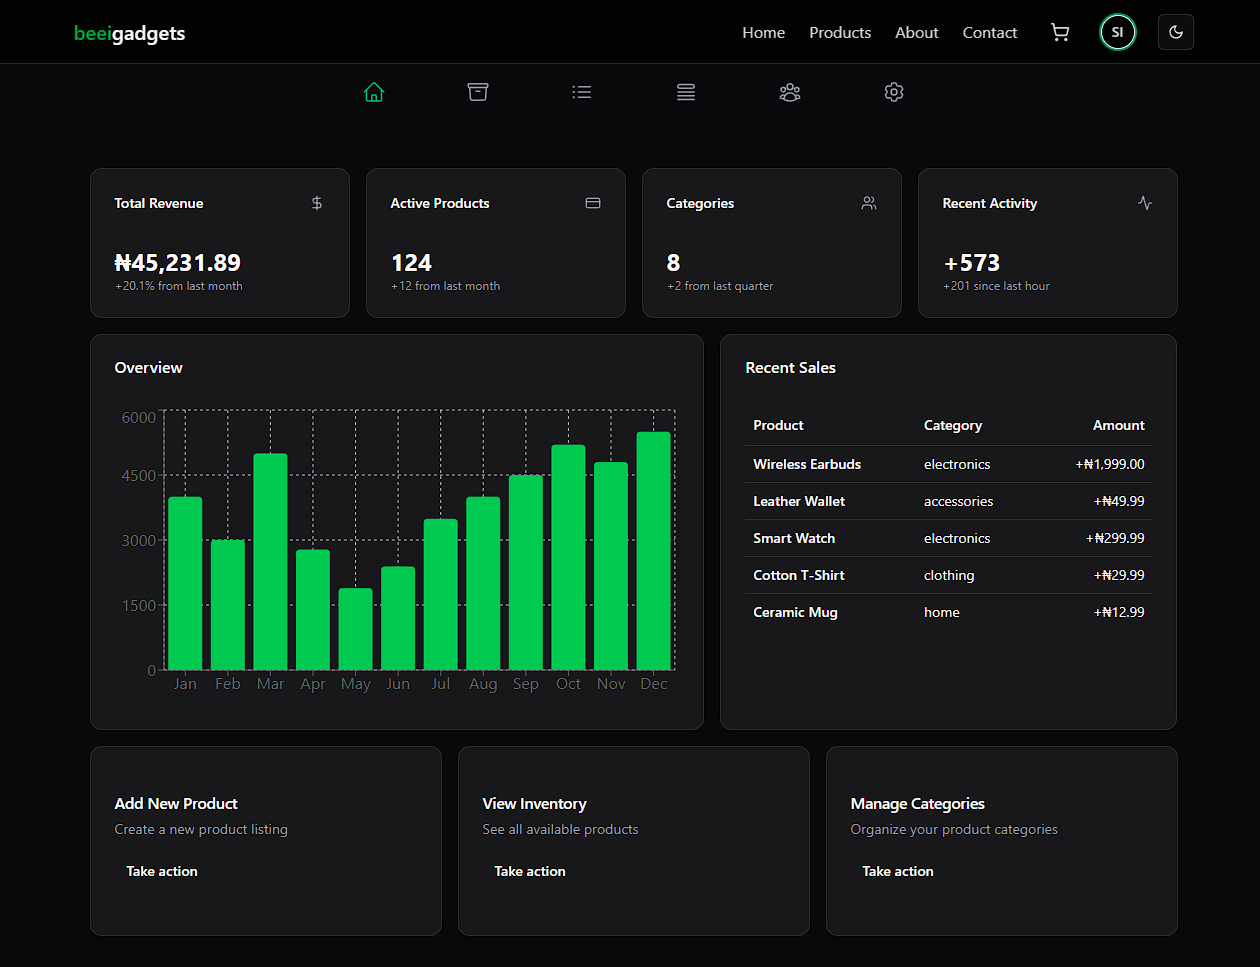 beeigadgets
Home Products About Contact SI
Total Revenue
₦45,231.89
+20.1% from last month
Active Products
124
+12 from last month
Categories
8
+2 from last quarter
Recent Activity
+573
+201 since last hour
Overview
6000
4500
3000
1500
0
Jan Feb Mar Apr May Jun Jul Aug Sep Oct Nov Dec
Recent Sales
Product Category Amount
Wireless Earbuds electronics +₦1,999.00
Leather Wallet accessories +₦49.99
Smart Watch electronics +₦299.99
Cotton T-Shirt clothing +₦29.99
Ceramic Mug home +₦12.99
Add New Product
Create a new product listing
Take action
View Inventory
See all available products
Take action
Manage Categories
Organize your product categories
Take action